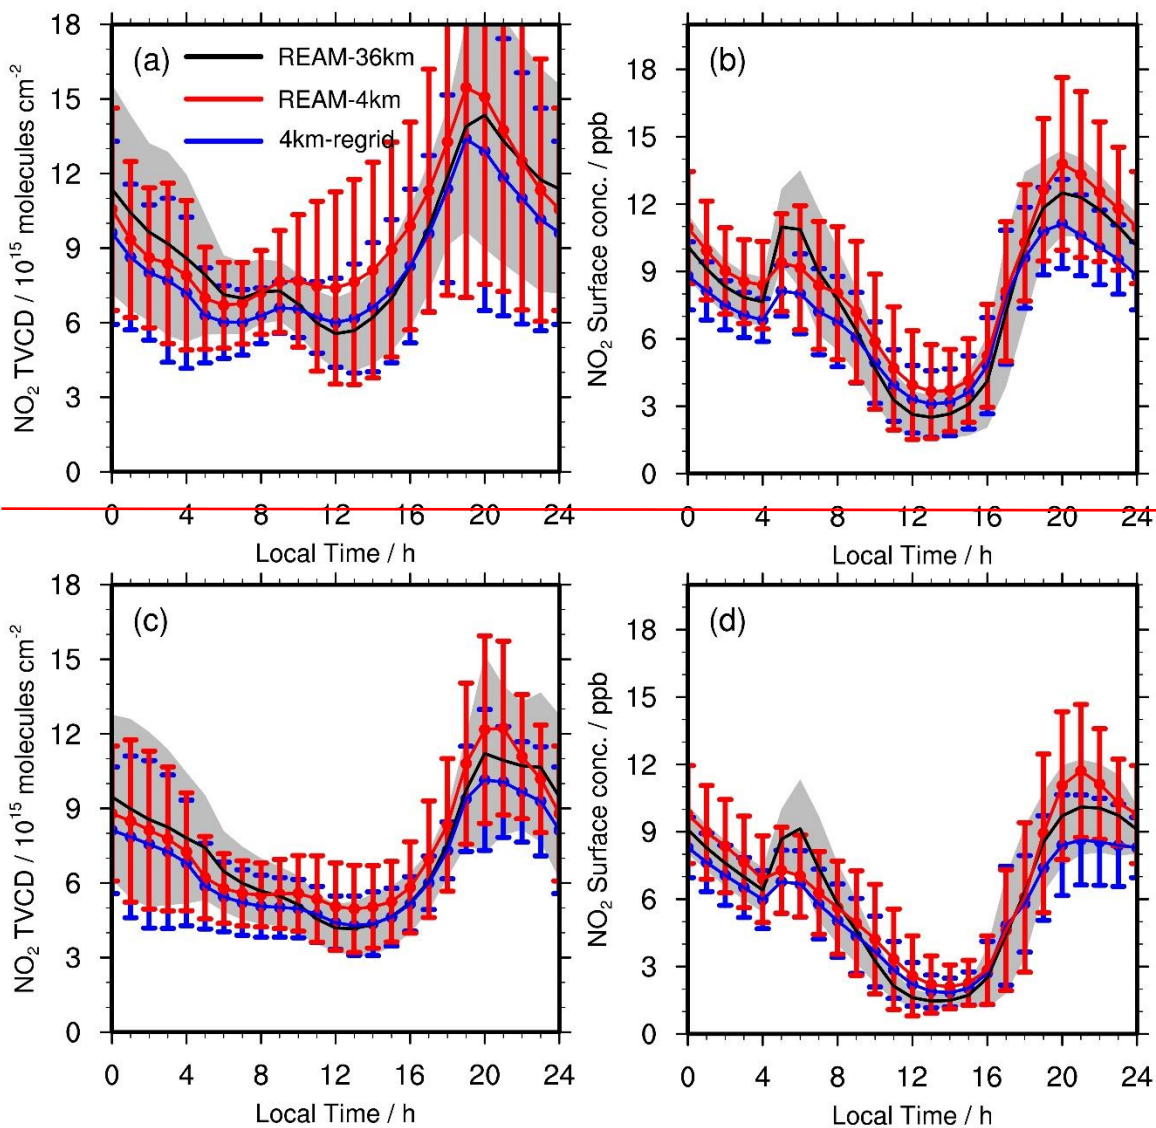 (a)
REAM-36km
REAM-4km
4km-regrid
NO₂ TVCD / 10¹⁵ molecules cm⁻²
18
15
12
9
6
3
0
0 4 8 12 16 20 24
Local Time / h
(b)
NO₂ Surface conc. / ppb
18
15
12
9
6
3
0
0 4 8 12 16 20 24
Local Time / h
(c)
NO₂ TVCD / 10¹⁵ molecules cm⁻²
18
15
12
9
6
3
0
0 4 8 12 16 20 24
Local Time / h
(d)
NO₂ Surface conc. / ppb
18
15
12
9
6
3
0
0 4 8 12 16 20 24
Local Time / h